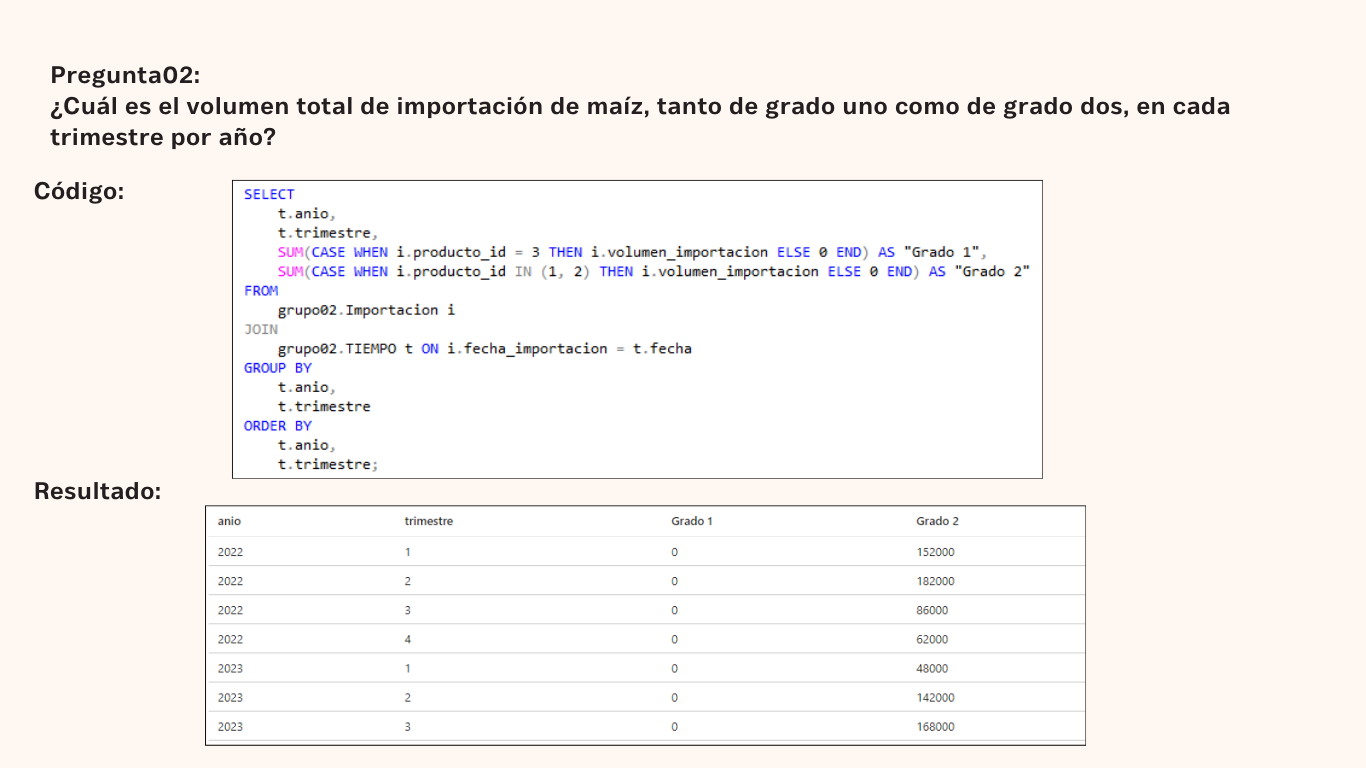 Pregunta02:
¿Cuál es el volumen total de importación de maíz, tanto de grado uno como de grado dos, en cada
trimestre por año?
Código:
SELECT
t.anio,
t.trimestre,
SUM(CASE WHEN i.producto_id = 3 THEN i.volumen_importacion ELSE 0 END) AS "Grado 1",
SUM(CASE WHEN i.producto_id IN (1, 2) THEN i.volumen_importacion ELSE 0 END) AS "Grado 2"
FROM
grupo02.Importacion i
JOIN
grupo02.TIEMPO t ON i.fecha_importacion = t.fecha
GROUP BY
t.anio,
t.trimestre
ORDER BY
t.anio,
t.trimestre;
Resultado:
anio trimestre Grado 1 Grado 2
2022 1 0 152000
2022 2 0 182000
2022 3 0 86000
2022 4 0 62000
2023 1 0 48000
2023 2 0 142000
2023 3 0 168000